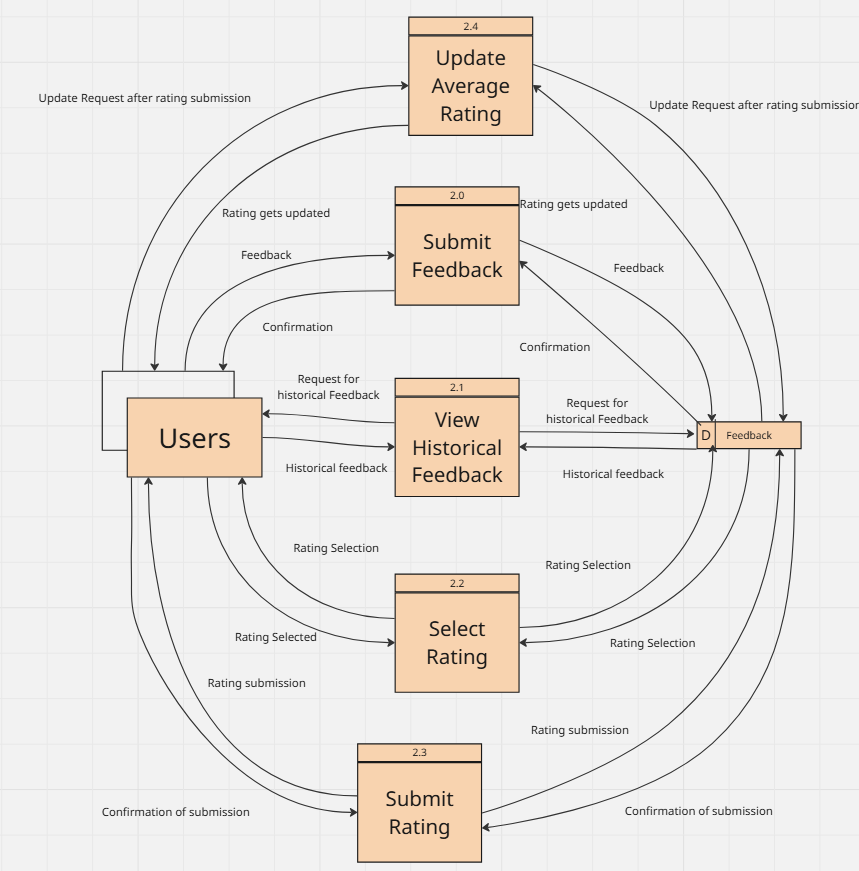 2.4
Update
Average
Rating
Update Request after rating submission
Update Request after rating submission
2.0
Submit
Feedback
Rating gets updated
Rating gets updated
Feedback
Feedback
Confirmation
Confirmation
2.1
View
Historical
Feedback
Request for
historical Feedback
Request for
historical Feedback
Users
D
Feedback
Historical feedback
Historical feedback
Rating Selection
Rating Selection
2.2
Select
Rating
Rating Selected
Rating Selection
Rating submission
Rating submission
2.3
Submit
Rating
Confirmation of submission
Confirmation of submission